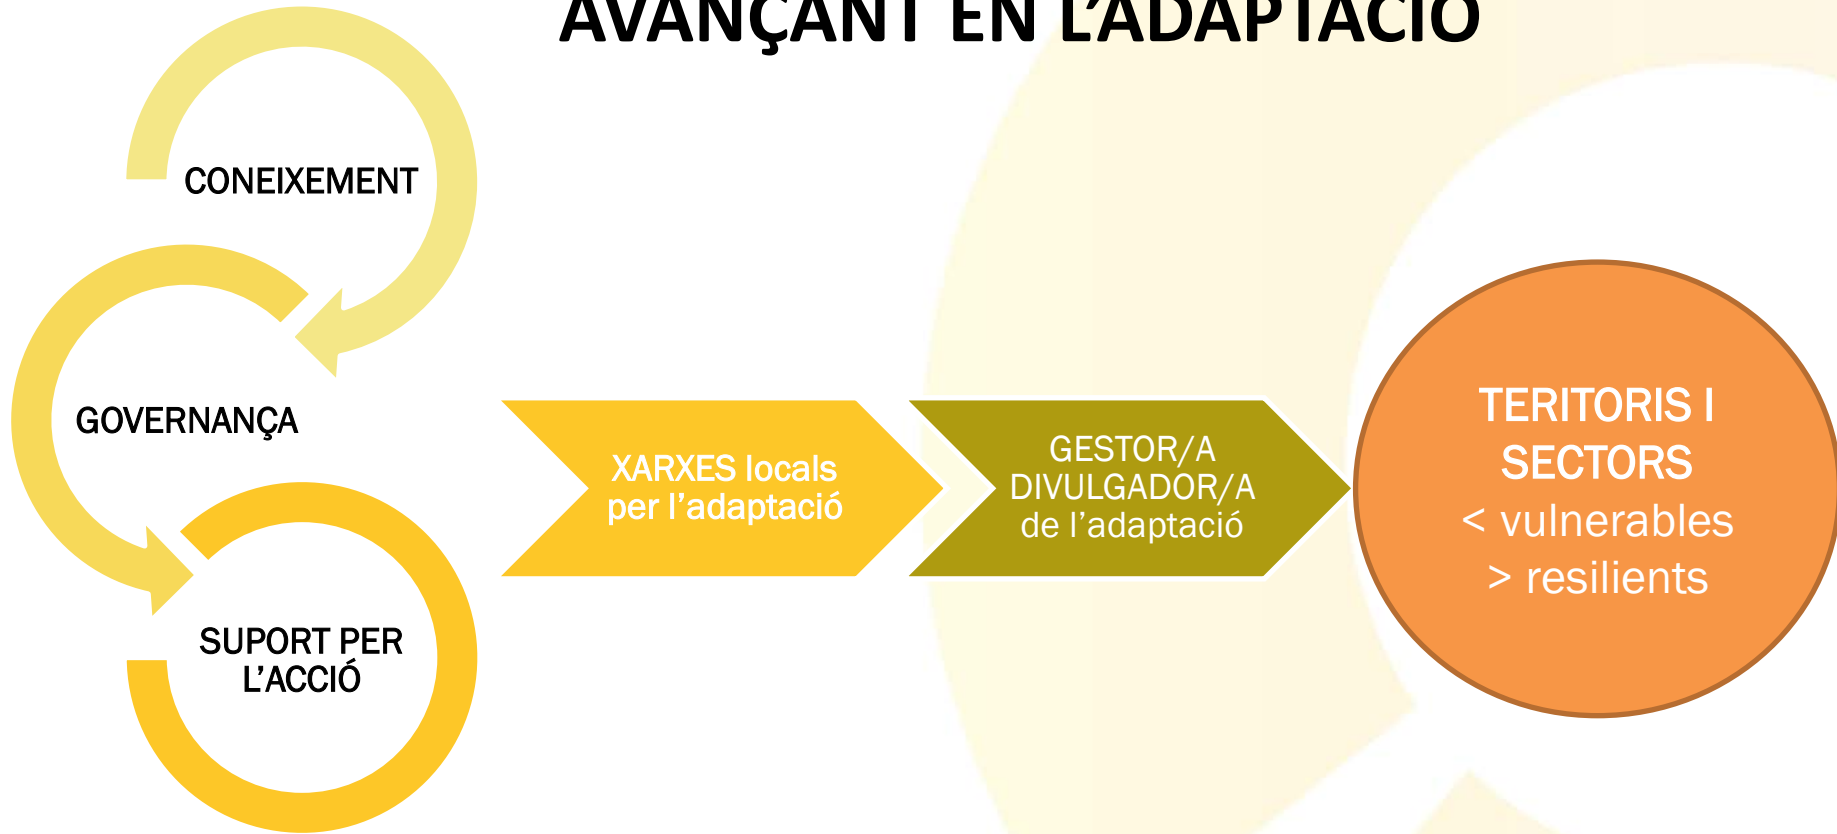 AVANÇANT EN L'ADAPTACIÓ
CONEIXEMENT
GOVERNANÇA
SUPORT PER
L'ACCIÓ
XARXES locals
per l'adaptació
GESTOR/A
DIVULGADOR/A
de l'adaptació
TERITORIS I
SECTORS
< vulnerables
> resilients